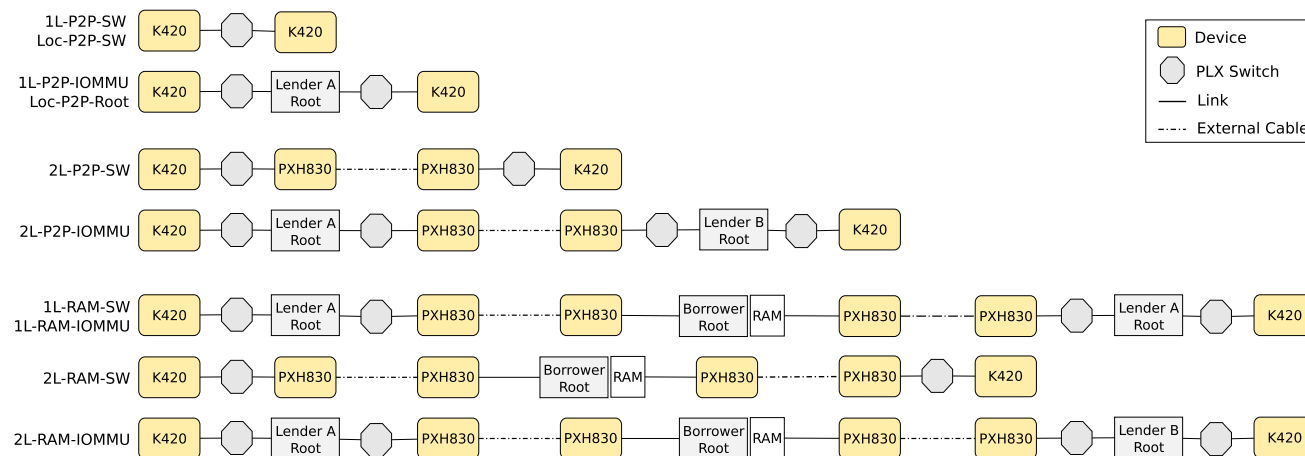 1L-P2P-SW
Loc-P2P-SW
K420
K420
Device
PLX Switch
Link
External Cable
1L-P2P-IOMMU
Loc-P2P-Root
K420
Lender A
Root
K420
2L-P2P-SW
K420
PXH830
PXH830
K420
2L-P2P-IOMMU
K420
Lender A
Root
PXH830
PXH830
Lender B
Root
K420
1L-RAM-SW
1L-RAM-IOMMU
K420
Lender A
Root
PXH830
PXH830
Borrower
Root
RAM
PXH830
PXH830
Lender A
Root
K420
2L-RAM-SW
K420
PXH830
PXH830
Borrower
Root
RAM
PXH830
PXH830
K420
2L-RAM-IOMMU
K420
Lender A
Root
PXH830
PXH830
Borrower
Root
RAM
PXH830
PXH830
Lender B
Root
K420